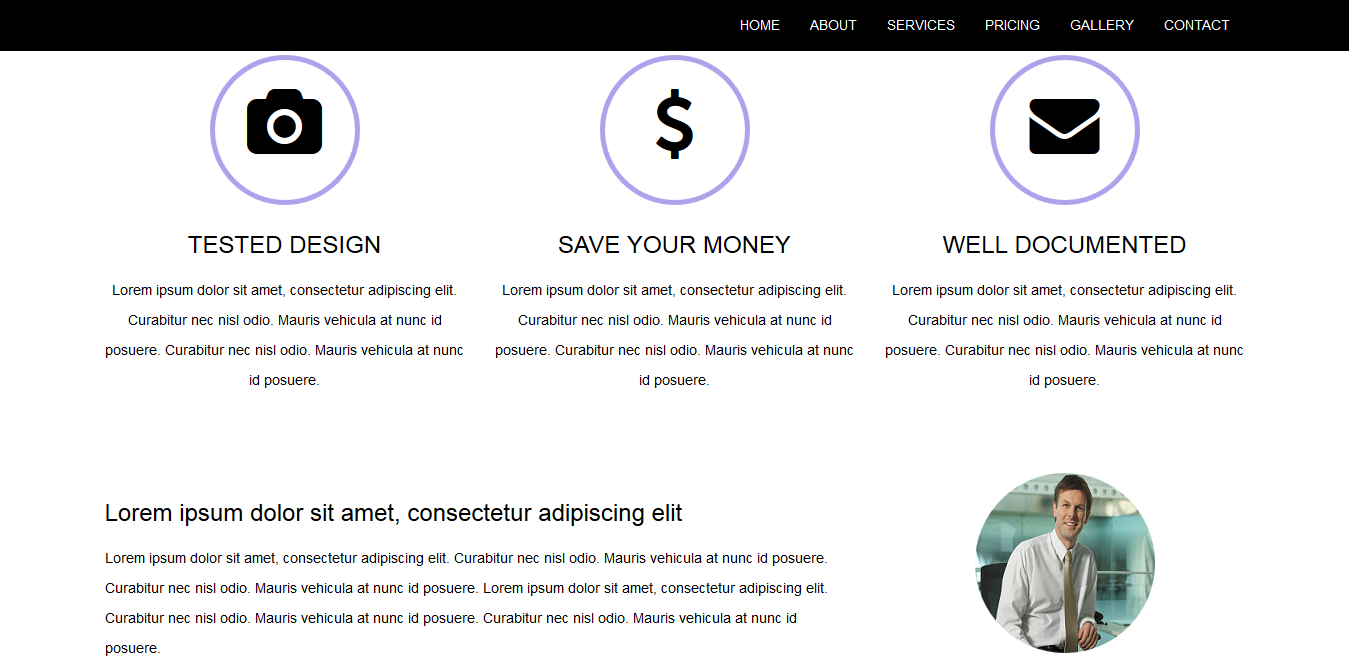 HOME ABOUT SERVICES PRICING GALLERY CONTACT
TESTED DESIGN
Lorem ipsum dolor sit amet, consectetur adipiscing elit.
Curabitur nec nisl odio. Mauris vehicula at nunc id
posuere. Curabitur nec nisl odio. Mauris vehicula at nunc
id posuere.
SAVE YOUR MONEY
Lorem ipsum dolor sit amet, consectetur adipiscing elit.
Curabitur nec nisl odio. Mauris vehicula at nunc id
posuere. Curabitur nec nisl odio. Mauris vehicula at nunc
id posuere.
WELL DOCUMENTED
Lorem ipsum dolor sit amet, consectetur adipiscing elit.
Curabitur nec nisl odio. Mauris vehicula at nunc id
posuere. Curabitur nec nisl odio. Mauris vehicula at nunc
id posuere.
Lorem ipsum dolor sit amet, consectetur adipiscing elit
Lorem ipsum dolor sit amet, consectetur adipiscing elit. Curabitur nec nisl odio. Mauris vehicula at nunc id posuere.
Curabitur nec nisl odio. Mauris vehicula at nunc id posuere. Lorem ipsum dolor sit amet, consectetur adipiscing elit.
Curabitur nec nisl odio. Mauris vehicula at nunc id posuere. Curabitur nec nisl odio. Mauris vehicula at nunc id
posuere.